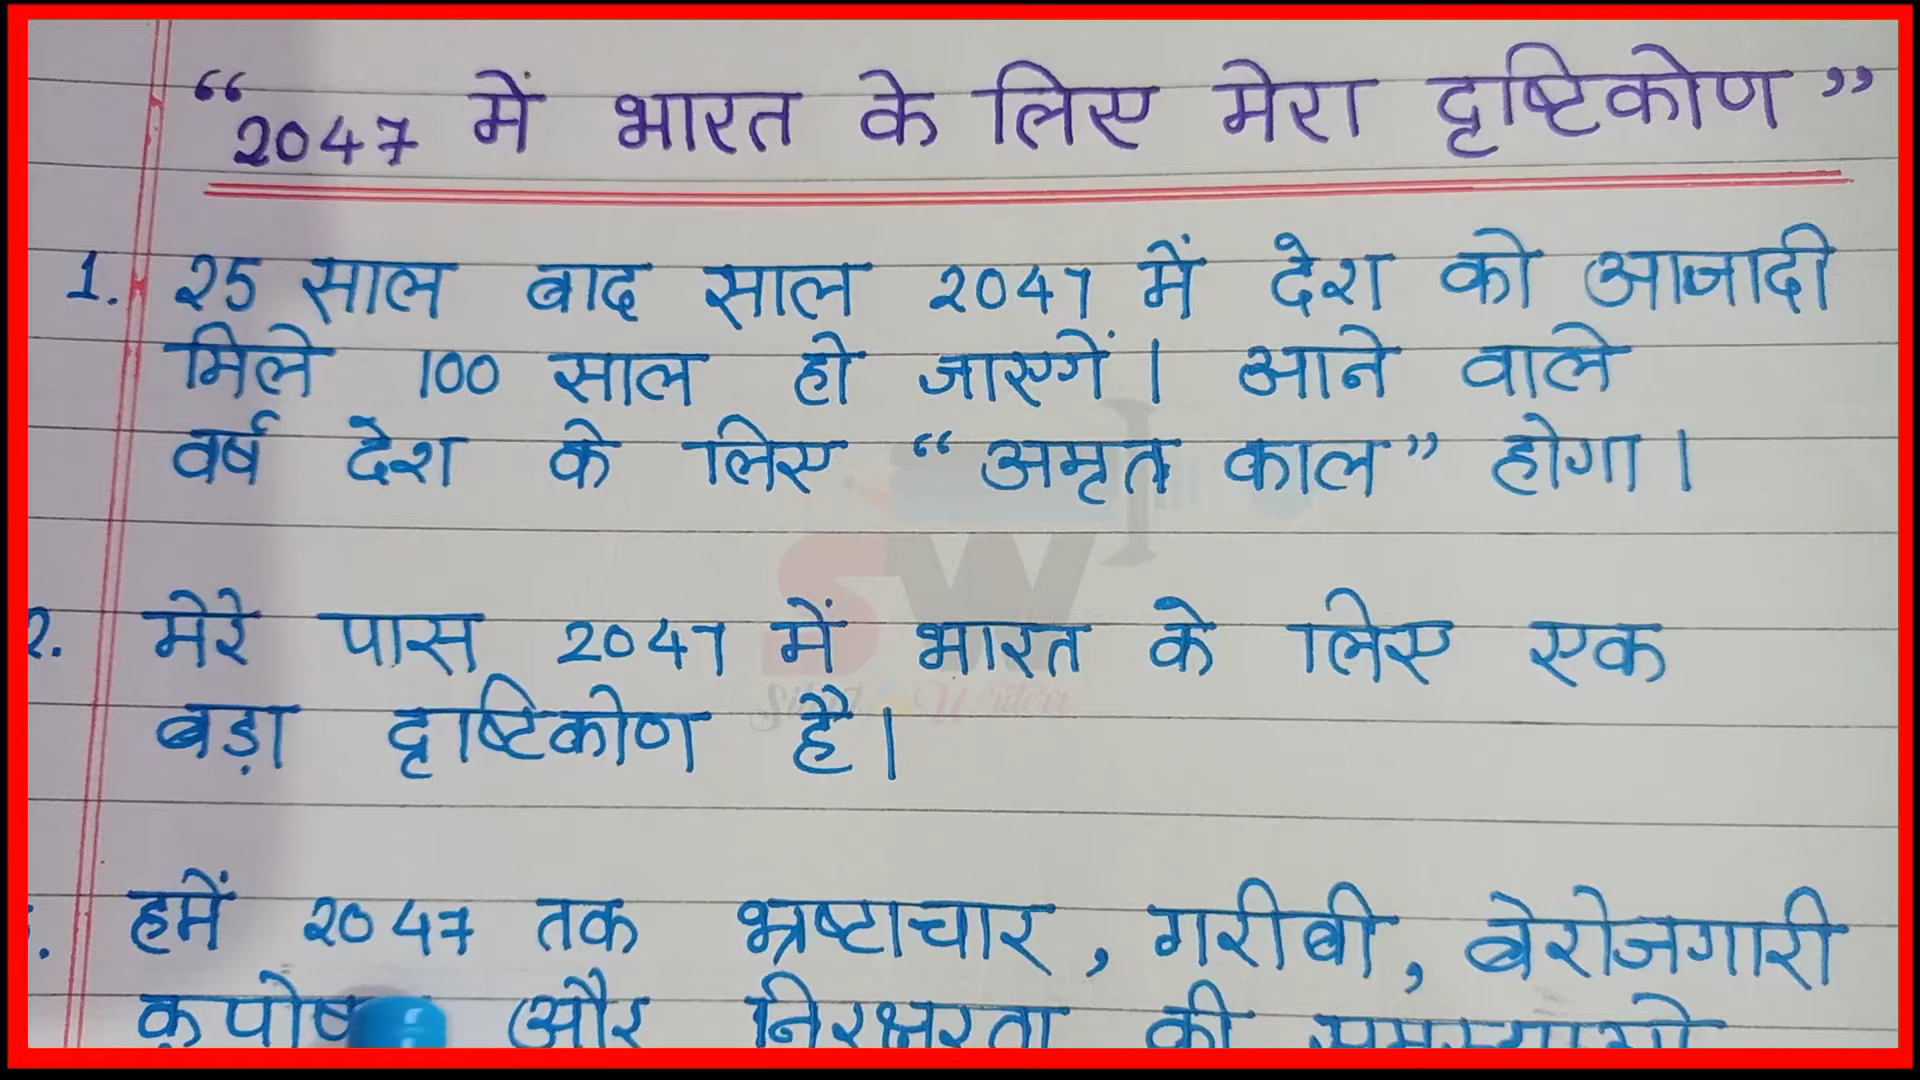 “2047 में भारत के लिए मेरा दृष्टिकोण”
1. 25 साल बाद साल 2047 में देश को आजादी
मिले 100 साल हो जाएगें। आने वाले
वर्ष देश के लिए “अमृत काल” होगा।
2. मेरे पास 2047 में भारत के लिए एक
बड़ा दृष्टिकोण है।
हमें 2047 तक भ्रष्टाचार, गरीबी, बेरोजगारी
और निरक्षरता की
SW